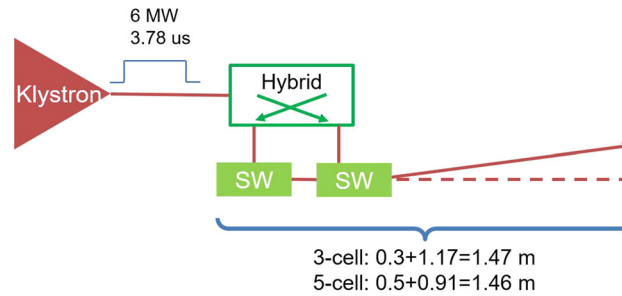 6 MW
3.78 us
Klystron
Hybrid
SW
SW
3-cell: 0.3+1.17=1.47 m
5-cell: 0.5+0.91=1.46 m